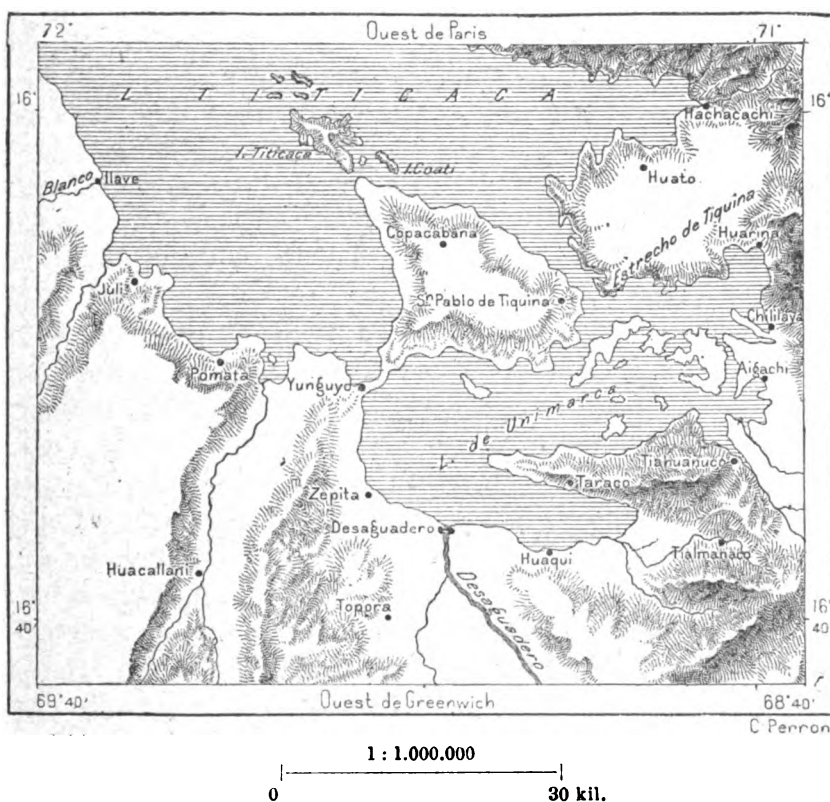 72°
Ouest de Paris
71°
16°
L. TITICACA
16°
Hachacachi
I. Titicaca
I. Coati
Huato
Blanco
Ilave
Estrecho de Tiquina
Copacabana
Huarina
Juli
Sn. Pablo de Tiquina
Chililaya
Pomata
Aigachi
Yunguyo
L. de Unimarca
Tiahuanuco
Taraco
Zepita
Desaguadero
Huaqui
Tialmanaco
Huacallani
Desaguadero
Topora
16°
40'
16°
40'
69°40'
Ouest de Greenwich
68°40'
C. Perron
1 : 1.000.000
0
30 kil.